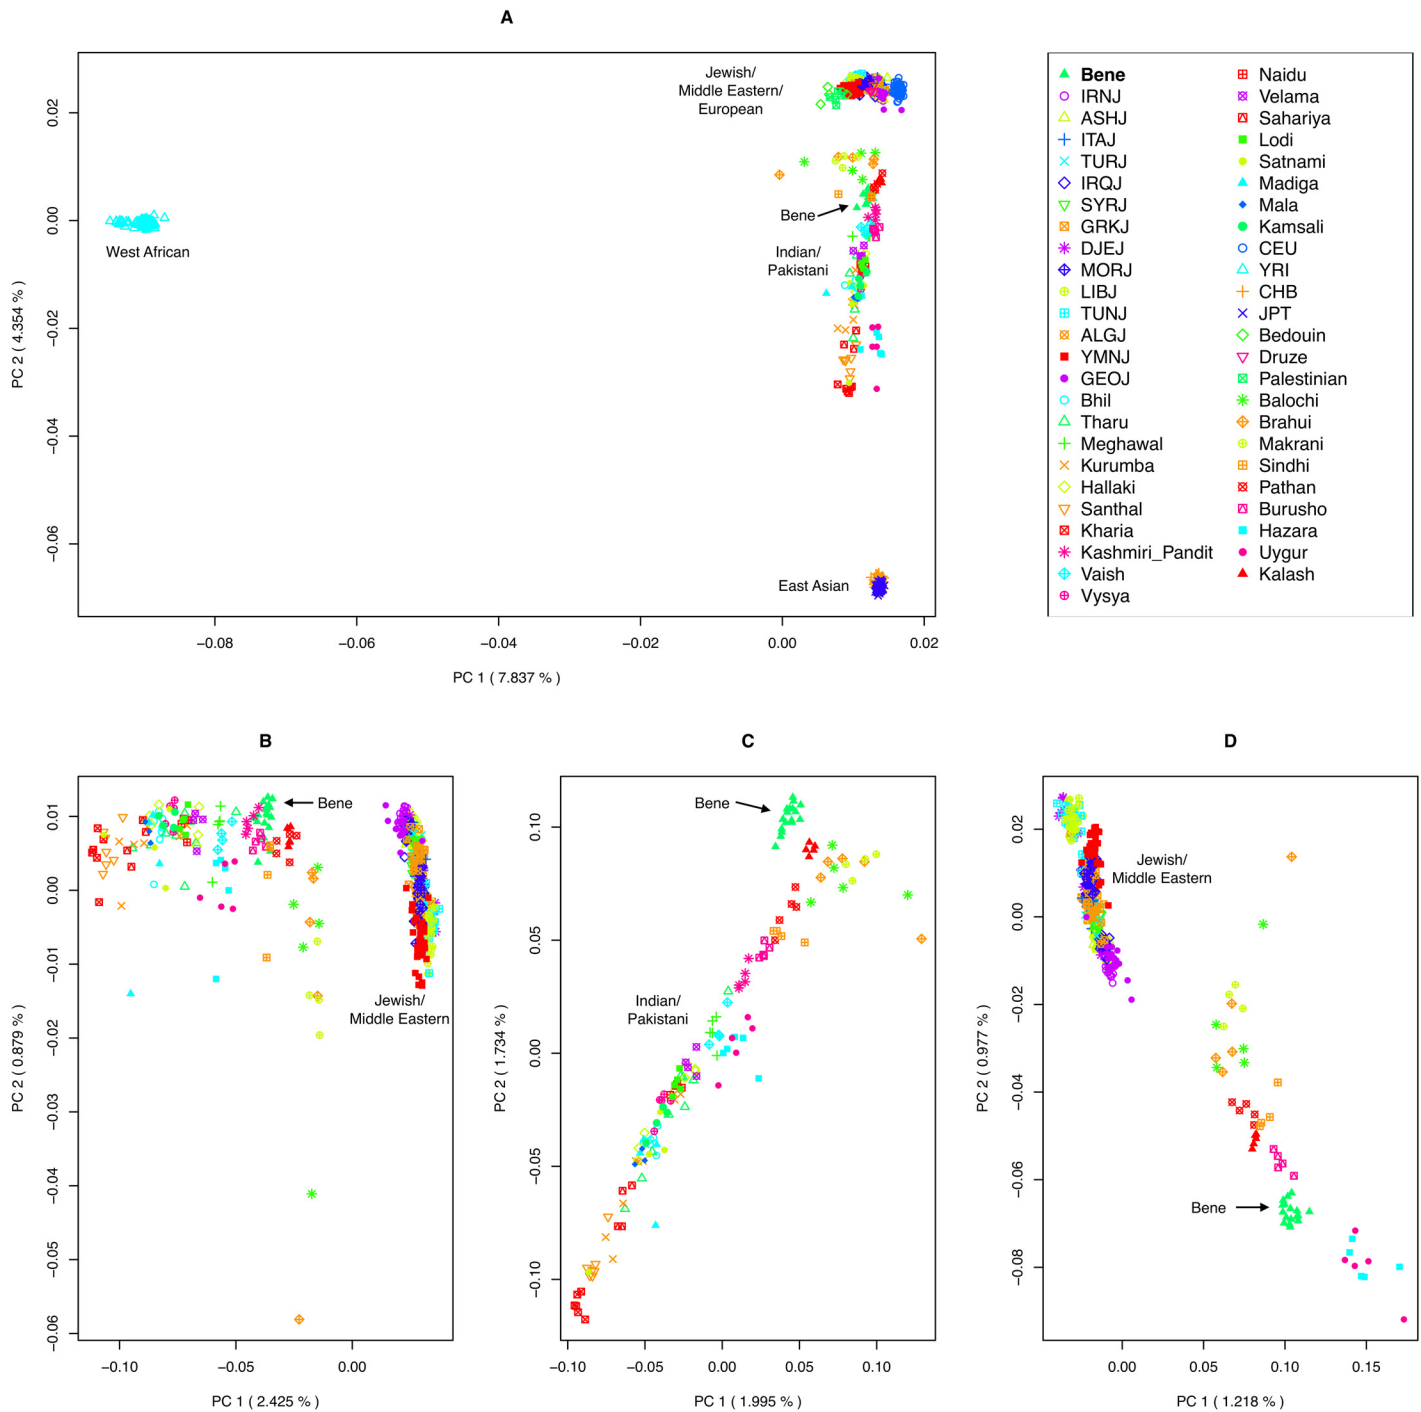 A
Jewish/
Middle Eastern/
European
Bene
Indian/
Pakistani
West African
East Asian
PC 2 ( 4.354 % )
0.02
0.00
−0.02
−0.04
−0.06
−0.08
−0.06
−0.04
−0.02
0.00
0.02
PC 1 ( 7.837 % )
Bene
IRNJ
ASHJ
ITAJ
TURJ
IRQJ
SYRJ
GRKJ
DJEJ
MORJ
LIBJ
TUNJ
ALGJ
YMNJ
GEOJ
Bhil
Tharu
Meghawal
Kurumba
Hallaki
Santhal
Kharia
Kashmiri_Pandit
Vaish
Vysya
Naidu
Velama
Sahariya
Lodi
Satnami
Madiga
Mala
Kamsali
CEU
YRI
CHB
JPT
Bedouin
Druze
Palestinian
Balochi
Brahui
Makrani
Sindhi
Pathan
Burusho
Hazara
Uygur
Kalash
B
Bene
Jewish/
Middle Eastern
PC 2 ( 0.879 % )
0.01
0.00
−0.01
−0.02
−0.03
−0.04
−0.05
−0.06
−0.10
−0.05
0.00
PC 1 ( 2.425 % )
C
Bene
Indian/
Pakistani
PC 2 ( 1.734 % )
0.10
0.05
0.00
−0.05
−0.10
−0.10
−0.05
0.00
0.05
0.10
PC 1 ( 1.995 % )
D
Jewish/
Middle Eastern
Bene
PC 2 ( 0.977 % )
0.02
0.00
−0.02
−0.04
−0.06
−0.08
0.00
0.05
0.10
0.15
PC 1 ( 1.218 % )